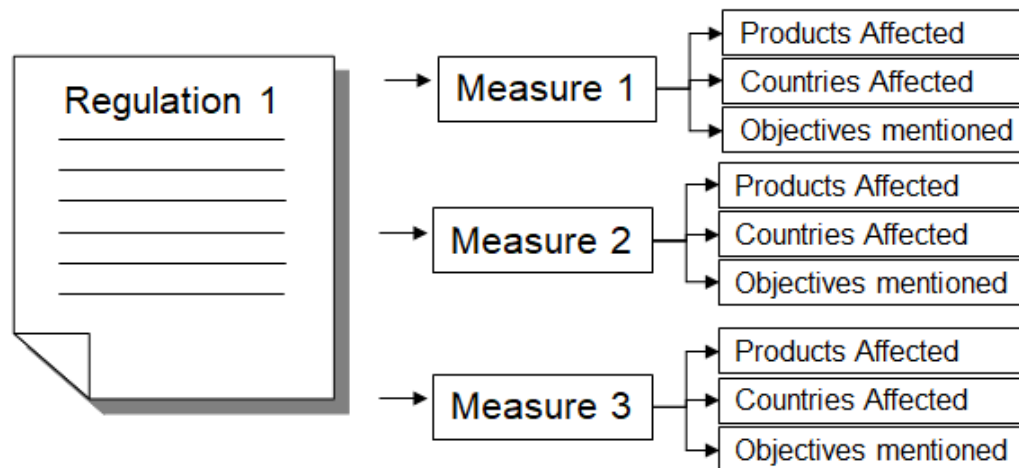 Regulation 1
Measure 1
Products Affected
Countries Affected
Objectives mentioned
Measure 2
Products Affected
Countries Affected
Objectives mentioned
Measure 3
Products Affected
Countries Affected
Objectives mentioned